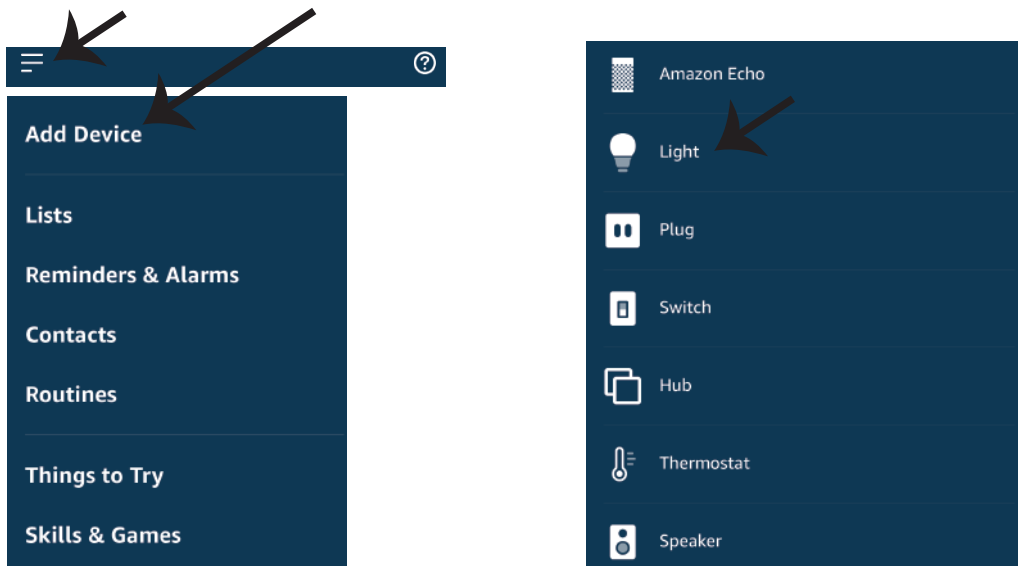 ?
Add Device
Lists
Reminders & Alarms
Contacts
Routines
Things to Try
Skills & Games
Amazon Echo
Light
Plug
Switch
Hub
Thermostat
Speaker